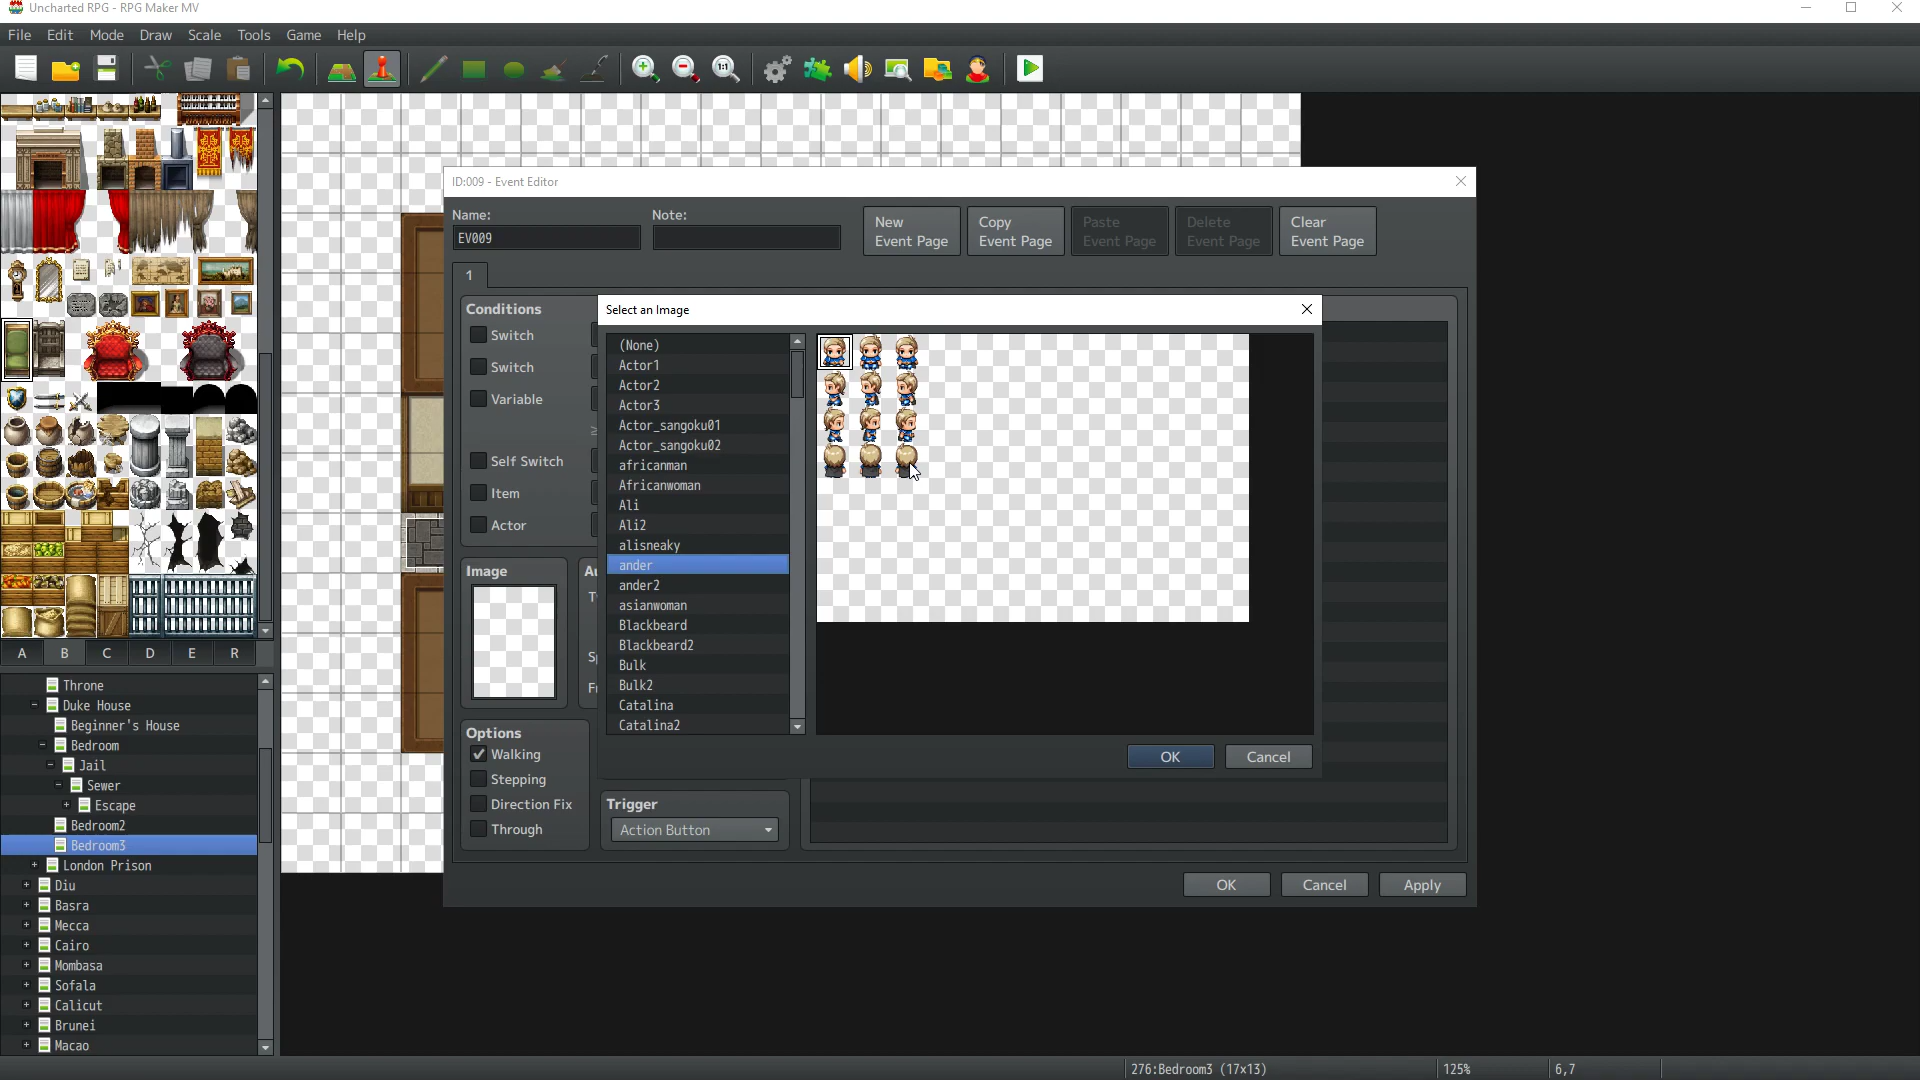 Uncharted RPG - RPG Maker MV
File Edit Mode Draw Scale Tools Game Help
1:1
ID:009 - Event Editor
Name: Note:
EV009
New Event Page
Copy Event Page
Paste Event Page
Delete Event Page
Clear Event Page
1
Conditions
Switch
Switch
Variable
≥
Self Switch
Item
Actor
Image
Au
T
Sp
Fr
Options
Walking
Stepping
Direction Fix
Through
Trigger
Action Button
Select an Image
(None)
Actor1
Actor2
Actor3
Actor_sangoku01
Actor_sangoku02
africanman
Africanwoman
Ali
Ali2
alisneaky
ander
ander2
asianwoman
Blackbeard
Blackbeard2
Bulk
Bulk2
Catalina
Catalina2
OK Cancel
OK Cancel Apply
A B C D E R
Throne
Duke House
Beginner's House
Bedroom
Jail
Sewer
Escape
Bedroom2
Bedroom3
London Prison
Diu
Basra
Mecca
Cairo
Mombasa
Sofala
Calicut
Brunei
Macao
276:Bedroom3 (17x13) 125% 6,7